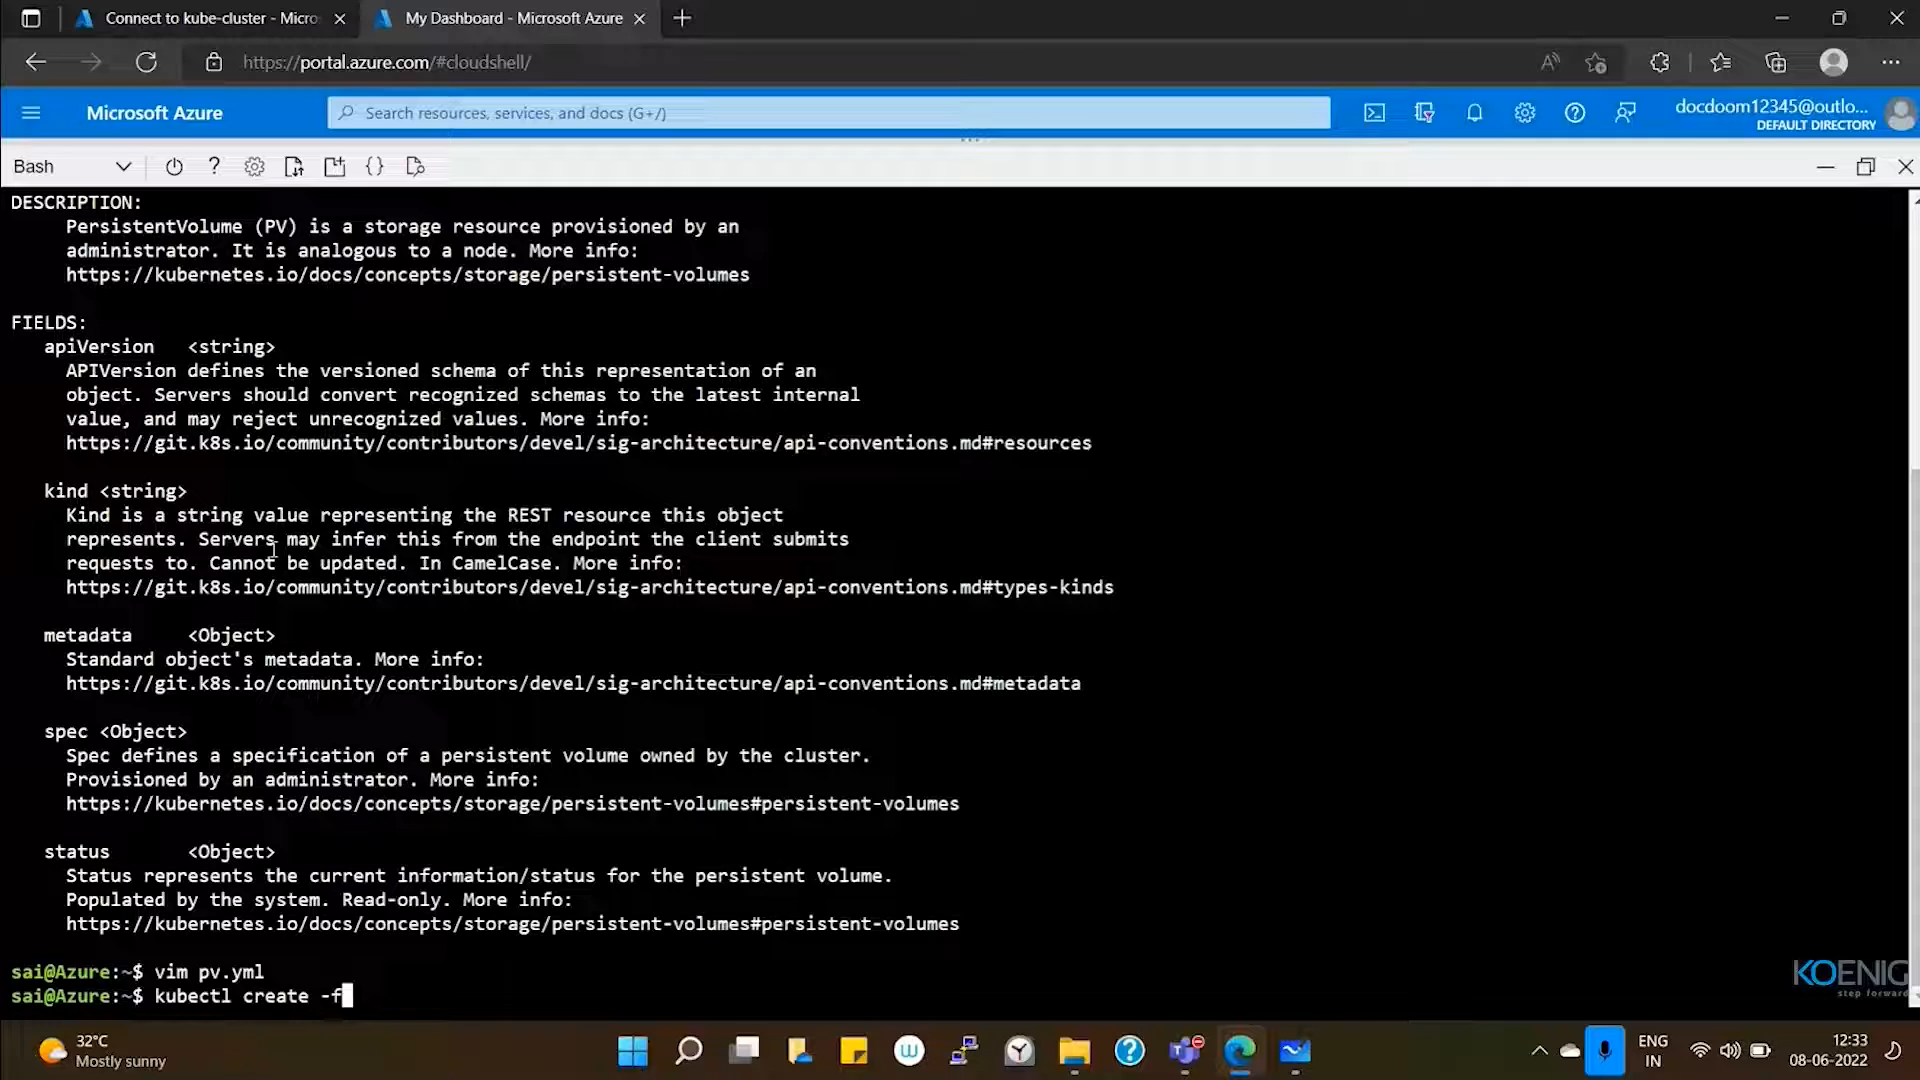 Connect to kube-cluster - Micros
My Dashboard - Microsoft Azure
https://portal.azure.com/#cloudshell/
Microsoft Azure
Search resources, services, and docs (G+/)
docdoom12345@outlo...
DEFAULT DIRECTORY
Bash
DESCRIPTION:
PersistentVolume (PV) is a storage resource provisioned by an
administrator. It is analogous to a node. More info:
https://kubernetes.io/docs/concepts/storage/persistent-volumes
FIELDS:
apiVersion <string>
APIVersion defines the versioned schema of this representation of an
object. Servers should convert recognized schemas to the latest internal
value, and may reject unrecognized values. More info:
https://git.k8s.io/community/contributors/devel/sig-architecture/api-conventions.md#resources
kind <string>
Kind is a string value representing the REST resource this object
represents. Servers may infer this from the endpoint the client submits
requests to. Cannot be updated. In CamelCase. More info:
https://git.k8s.io/community/contributors/devel/sig-architecture/api-conventions.md#types-kinds
metadata <Object>
Standard object's metadata. More info:
https://git.k8s.io/community/contributors/devel/sig-architecture/api-conventions.md#metadata
spec <Object>
Spec defines a specification of a persistent volume owned by the cluster.
Provisioned by an administrator. More info:
https://kubernetes.io/docs/concepts/storage/persistent-volumes#persistent-volumes
status <Object>
Status represents the current information/status for the persistent volume.
Populated by the system. Read-only. More info:
https://kubernetes.io/docs/concepts/storage/persistent-volumes#persistent-volumes
sai@Azure:~$ vim pv.yml
sai@Azure:~$ kubectl create -f
KOENIG
step forward
32°C
Mostly sunny
ENG
IN
12:33
08-06-2022